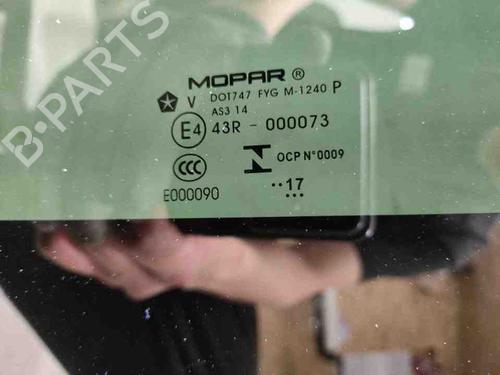 B-PARTS
MOPAR ®
V DOT747 FYG M-1240 P
AS3 14
E4 43R - 000073
CCC N OCP N°0009
E000090 ..17
...